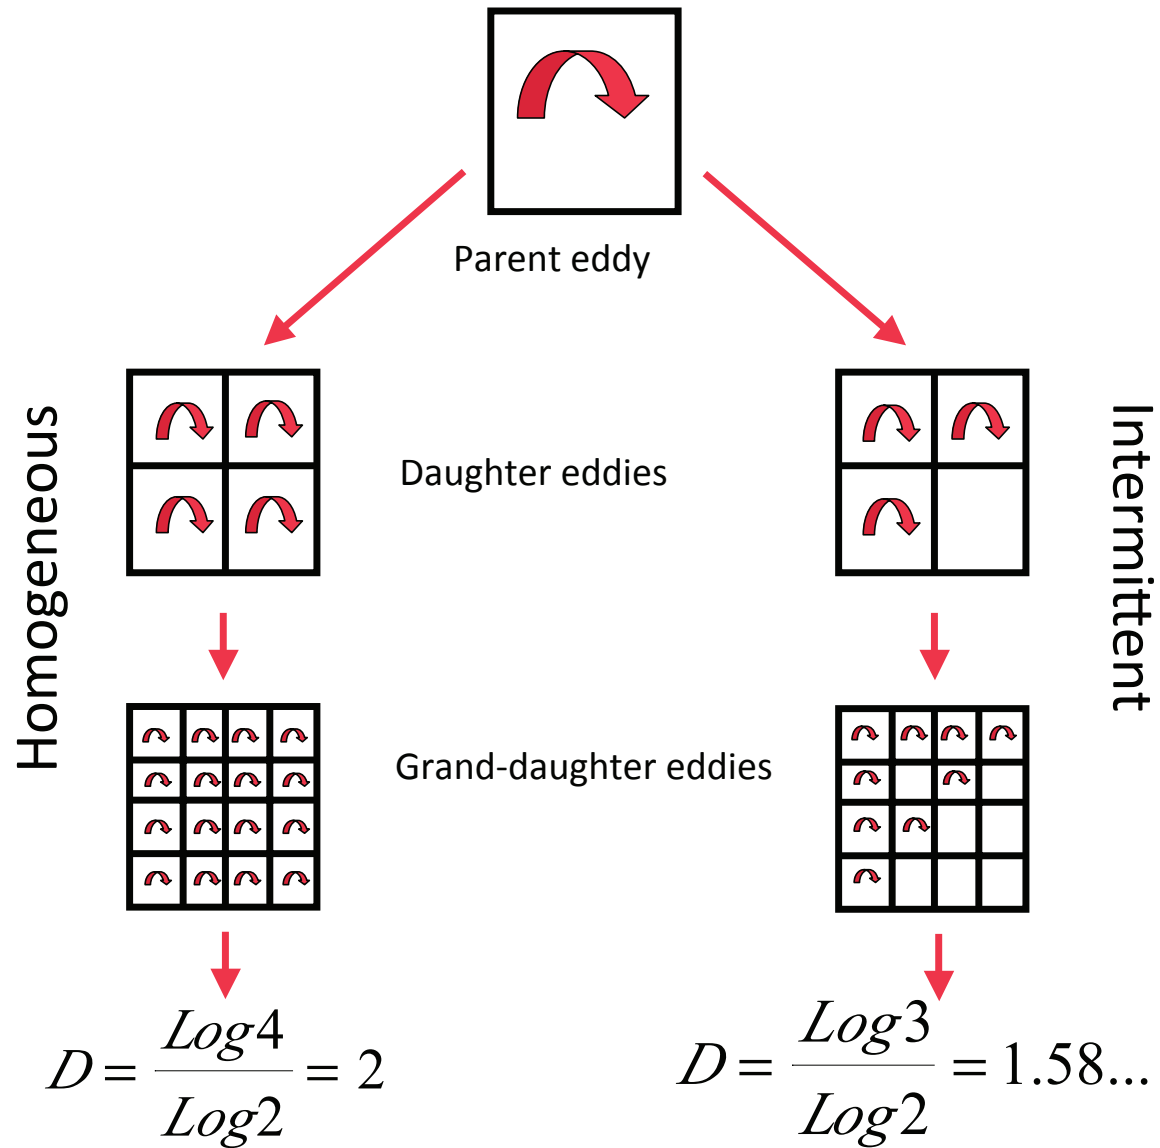 Parent eddy
Homogeneous
Daughter eddies
Intermittent
Grand-daughter eddies
D = Log4 / Log2 = 2
D = Log3 / Log2 = 1.58...